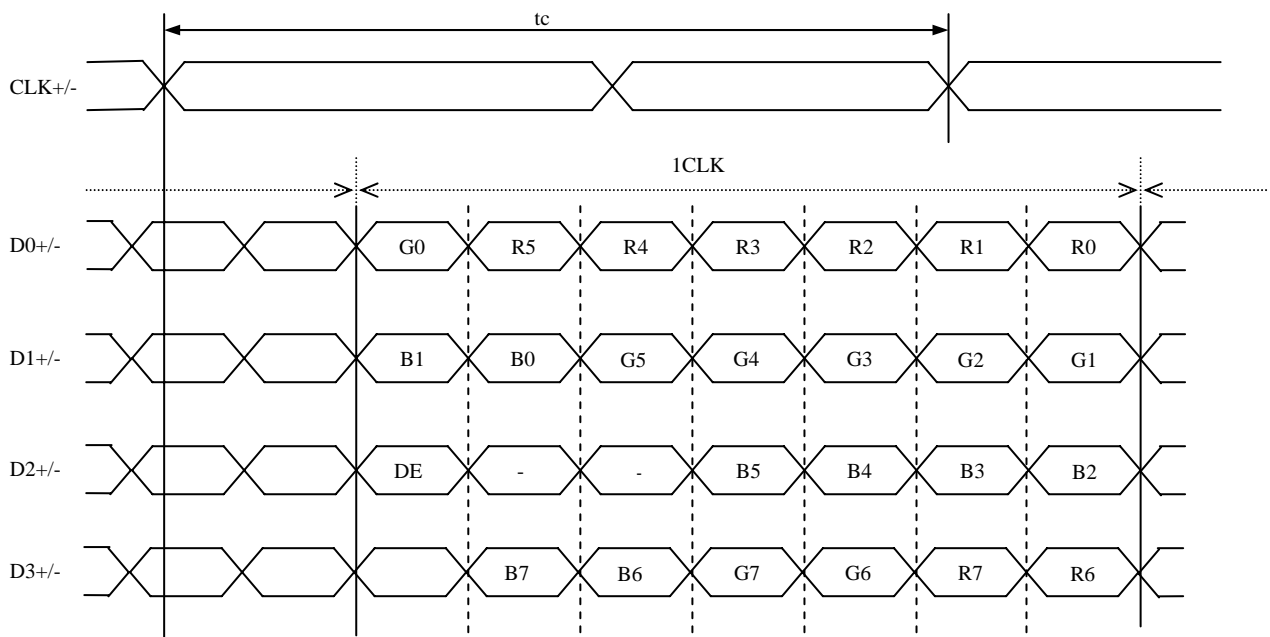 tc
CLK+/-
1CLK
D0+/- G0 R5 R4 R3 R2 R1 R0
D1+/- B1 B0 G5 G4 G3 G2 G1
D2+/- DE - - B5 B4 B3 B2
D3+/- B7 B6 G7 G6 R7 R6